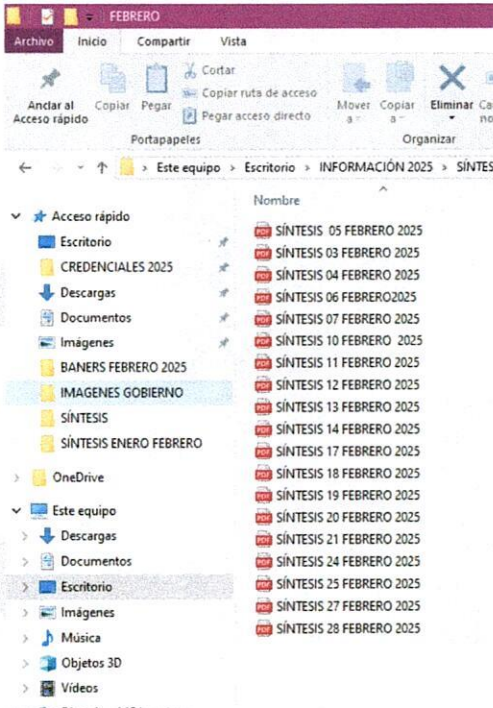 FEBRERO
Archivo Inicio Compartir Vista
Anclar al Acceso rápido
Copiar
Pegar
Cortar
Copiar ruta de acceso
Pegar acceso directo
Mover a
Copiar a
Eliminar
Portapapeles
Organizar
Este equipo > Escritorio > INFORMACIÓN 2025 > SÍNTES
Acceso rápido
Escritorio
CREDENCIALES 2025
Descargas
Documentos
Imágenes
BANERS FEBRERO 2025
IMAGENES GOBIERNO
SÍNTESIS
SÍNTESIS ENERO FEBRERO
OneDrive
Este equipo
Descargas
Documentos
Escritorio
Imágenes
Música
Objetos 3D
Vídeos
Nombre
SÍNTESIS 05 FEBRERO 2025
SÍNTESIS 03 FEBRERO 2025
SÍNTESIS 04 FEBRERO 2025
SÍNTESIS 06 FEBRERO2025
SÍNTESIS 07 FEBRERO 2025
SÍNTESIS 10 FEBRERO 2025
SÍNTESIS 11 FEBRERO 2025
SÍNTESIS 12 FEBRERO 2025
SÍNTESIS 13 FEBRERO 2025
SÍNTESIS 14 FEBRERO 2025
SÍNTESIS 17 FEBRERO 2025
SÍNTESIS 18 FEBRERO 2025
SÍNTESIS 19 FEBRERO 2025
SÍNTESIS 20 FEBRERO 2025
SÍNTESIS 21 FEBRERO 2025
SÍNTESIS 24 FEBRERO 2025
SÍNTESIS 25 FEBRERO 2025
SÍNTESIS 27 FEBRERO 2025
SÍNTESIS 28 FEBRERO 2025